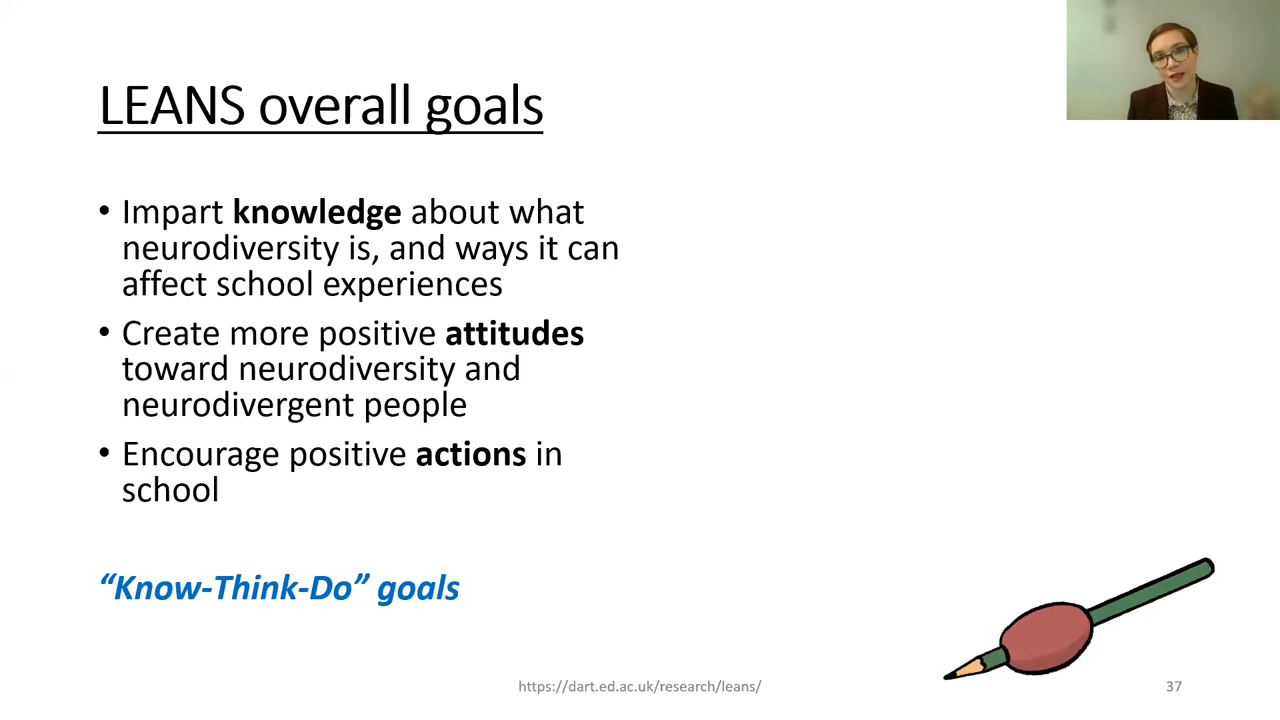 LEANS overall goals
• Impart knowledge about what
neurodiversity is, and ways it can
affect school experiences
• Create more positive attitudes
toward neurodiversity and
neurodivergent people
• Encourage positive actions in
school
“Know-Think-Do” goals
https://dart.ed.ac.uk/research/leans/
37